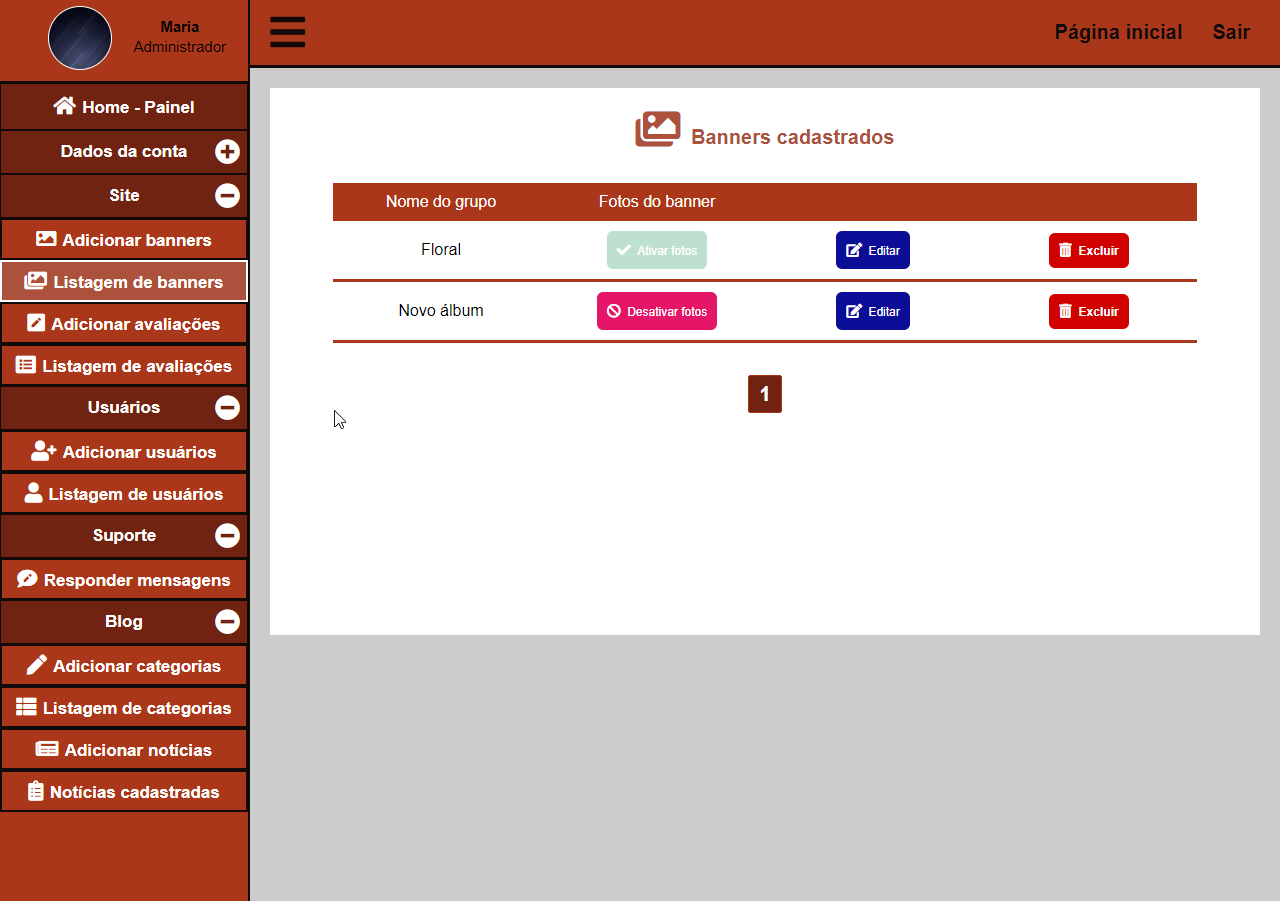 Maria
Administrador
Página inicial
Sair
Home - Painel
Dados da conta
Site
Adicionar banners
Listagem de banners
Adicionar avaliações
Listagem de avaliações
Usuários
Adicionar usuários
Listagem de usuários
Suporte
Responder mensagens
Blog
Adicionar categorias
Listagem de categorias
Adicionar notícias
Notícias cadastradas
Banners cadastrados
Nome do grupo Fotos do banner
Floral Ativar fotos Editar Excluir
Novo álbum Desativar fotos Editar Excluir
1